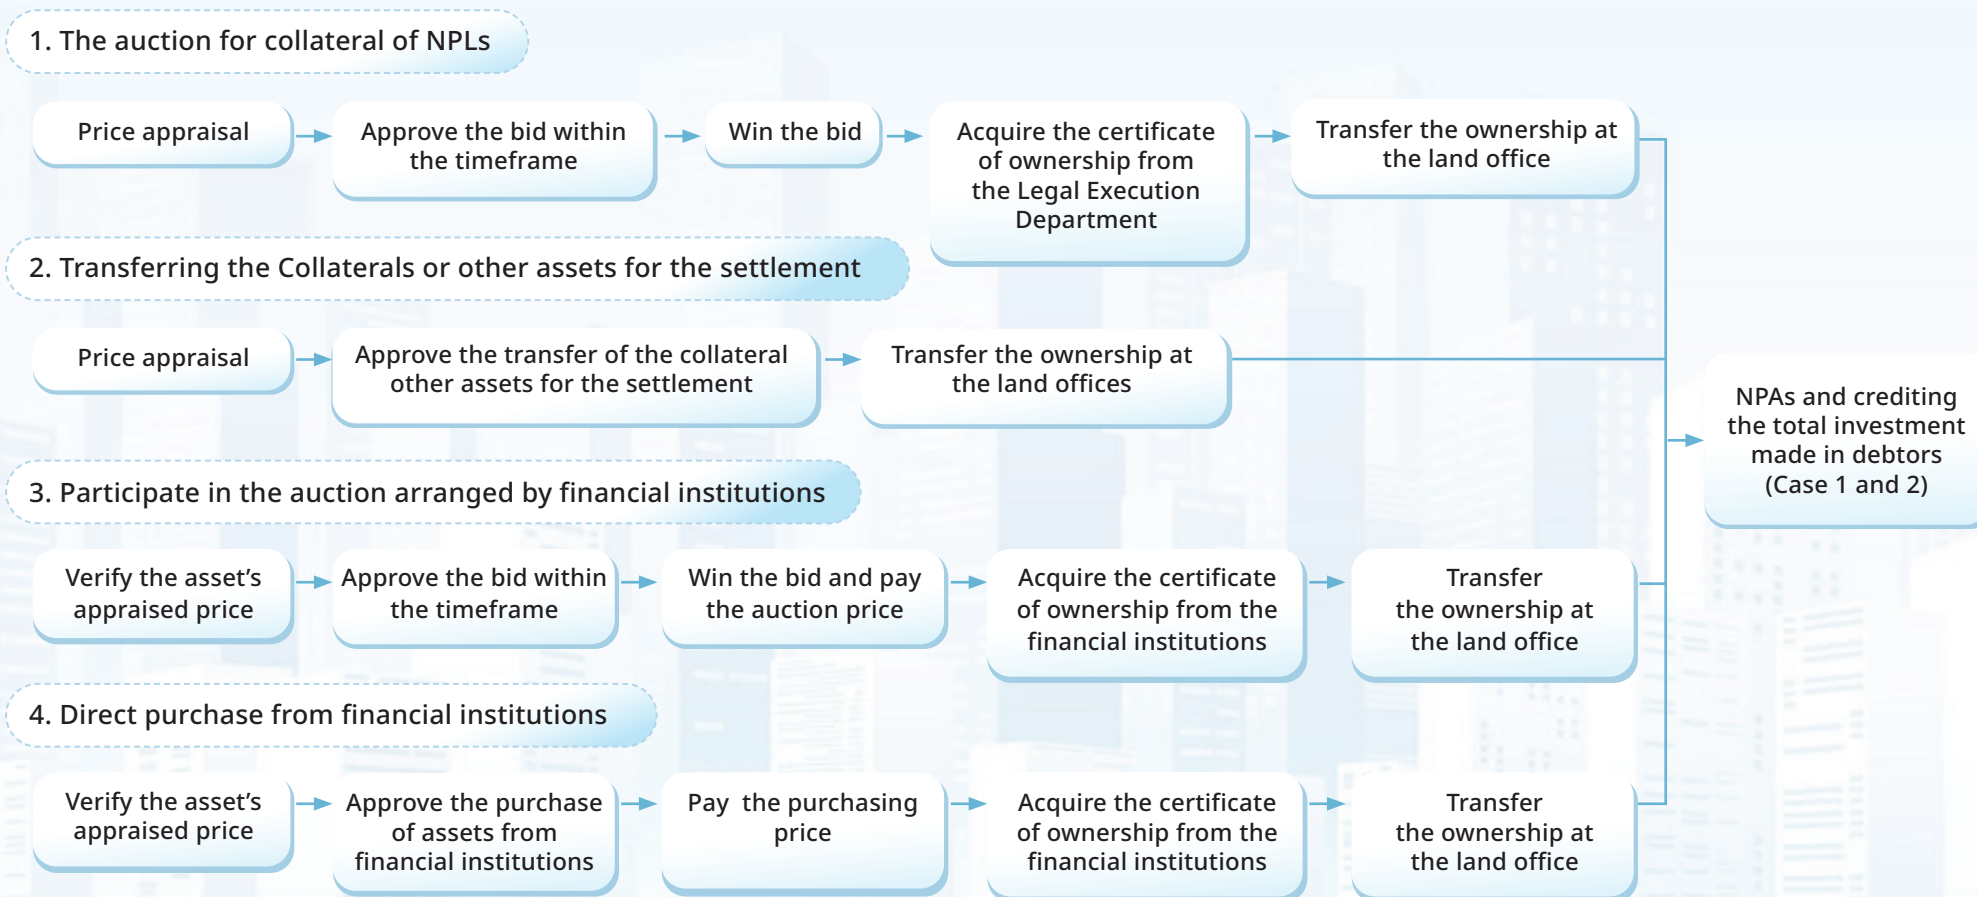 1. The auction for collateral of NPLs
Price appraisal
Approve the bid within
the timeframe
Win the bid
Acquire the certificate
of ownership from
the Legal Execution
Department
Transfer the ownership at
the land office
2. Transferring the Collaterals or other assets for the settlement
Price appraisal
Approve the transfer of the collateral
other assets for the settlement
Transfer the ownership at
the land offices
NPAs and crediting
the total investment
made in debtors
(Case 1 and 2)
3. Participate in the auction arranged by financial institutions
Verify the asset’s
appraised price
Approve the bid within
the timeframe
Win the bid and pay
the auction price
Acquire the certificate
of ownership from the
financial institutions
Transfer
the ownership at
the land office
4. Direct purchase from financial institutions
Verify the asset’s
appraised price
Approve the purchase
of assets from
financial institutions
Pay the purchasing
price
Acquire the certificate
of ownership from the
financial institutions
Transfer
the ownership at
the land office